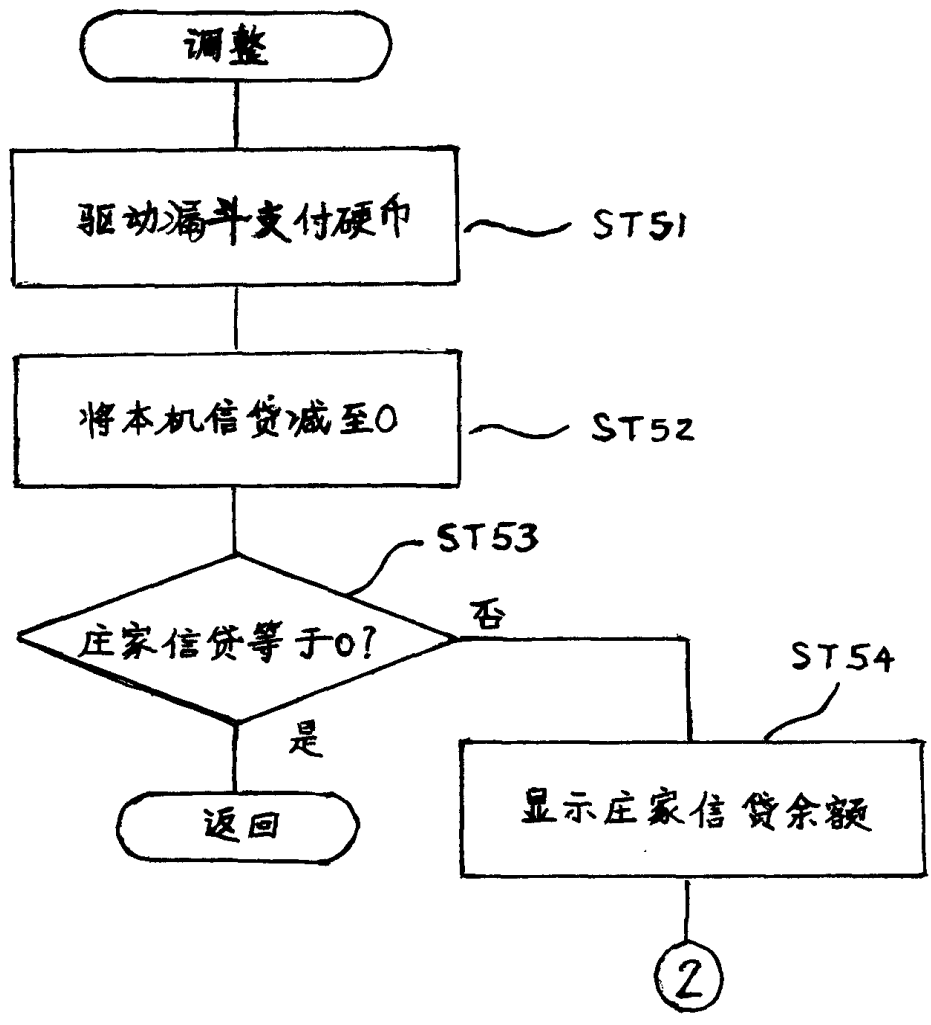 调整
驱动漏斗支付硬币
ST51
将本机信贷减至0
ST52
ST53
庄家信贷等于0?
否
是
ST54
返回
显示庄家信贷余额
2